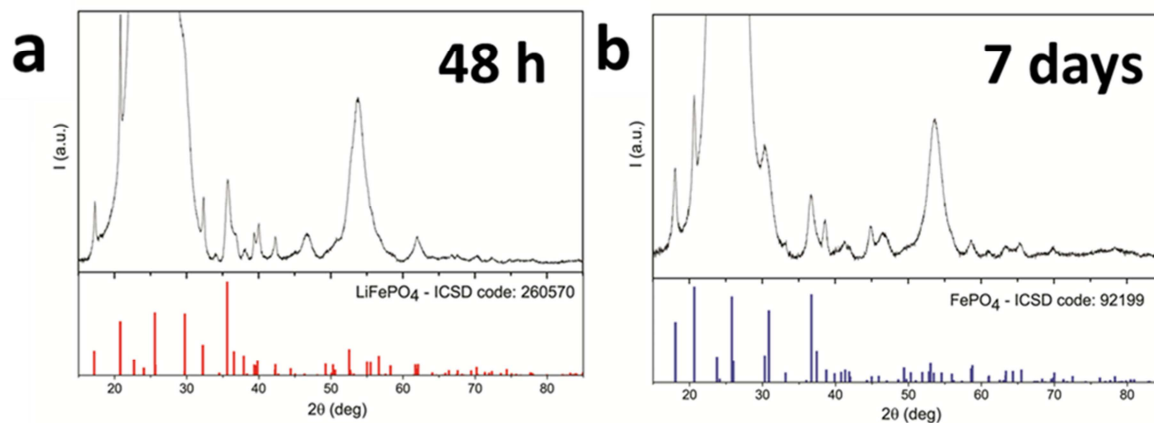 a
48 h
I (a.u.)
LiFePO4 - ICSD code: 260570
20 30 40 50 60 70 80
2θ (deg)
b
7 days
I (a.u.)
FePO4 - ICSD code: 92199
20 30 40 50 60 70 80
2θ (deg)